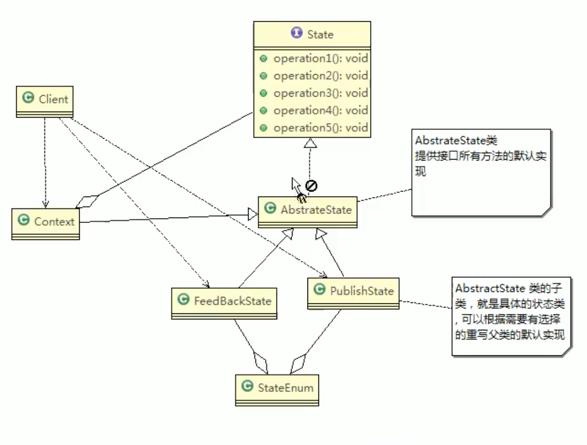 State
operation1(): void
operation2(): void
operation3(): void
operation4(): void
operation5(): void
Client
AbstrateState类
提供接口所有方法的默认实
现
AbstrateState
Context
PublishState
FeedBackState
AbstractState 类的子
类，就是具体的状态类
，可以根据需要有选择
的重写父类的默认实现
StateEnum